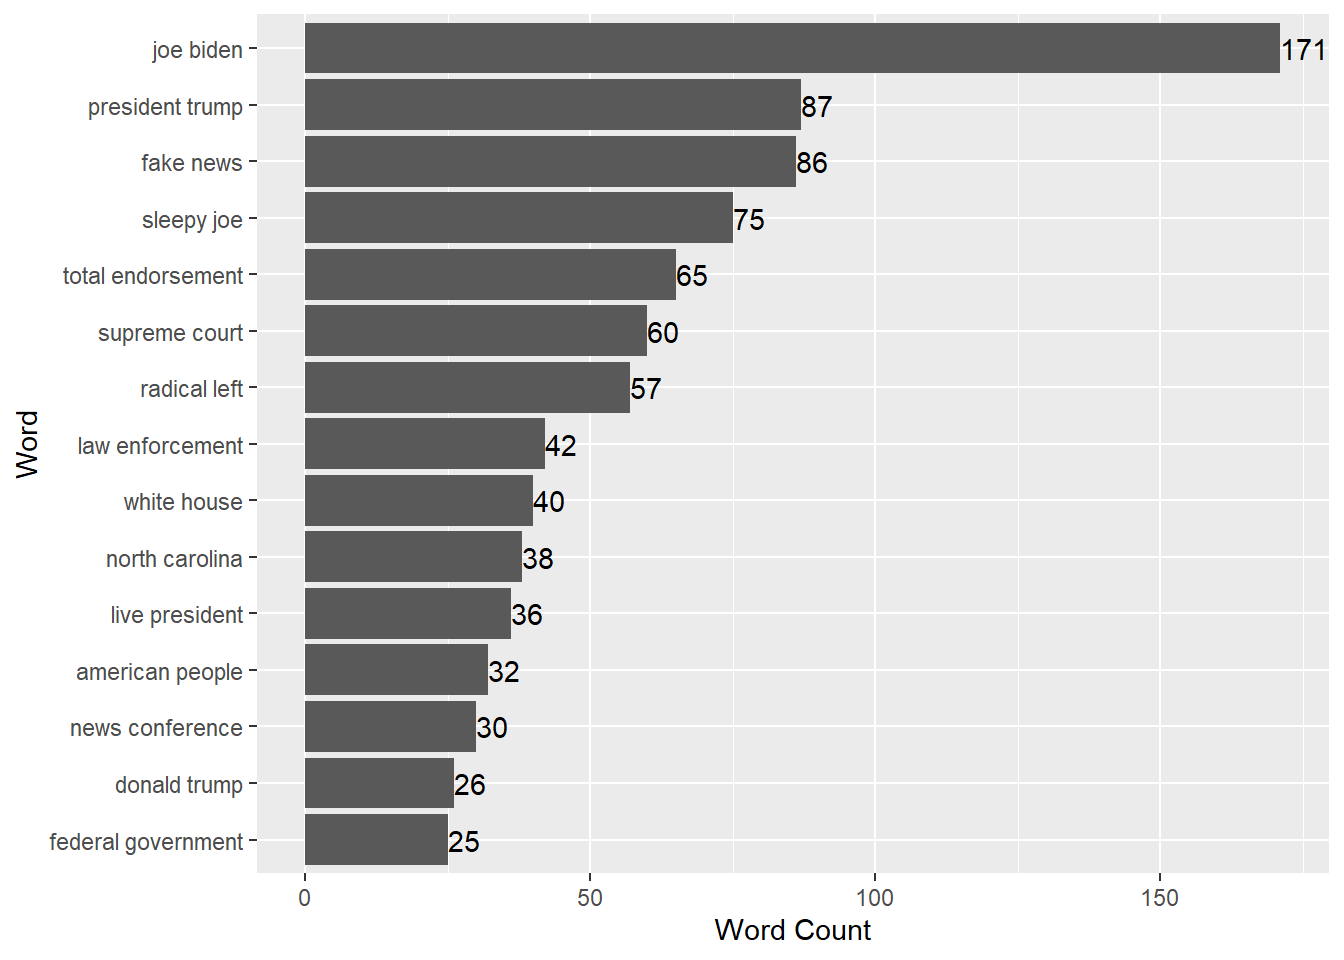 joe biden 171
president trump 87
fake news 86
sleepy joe 75
total endorsement 65
supreme court 60
radical left 57
law enforcement 42
white house 40
north carolina 38
live president 36
american people 32
news conference 30
donald trump 26
federal government 25
Word
0 50 100 150
Word Count